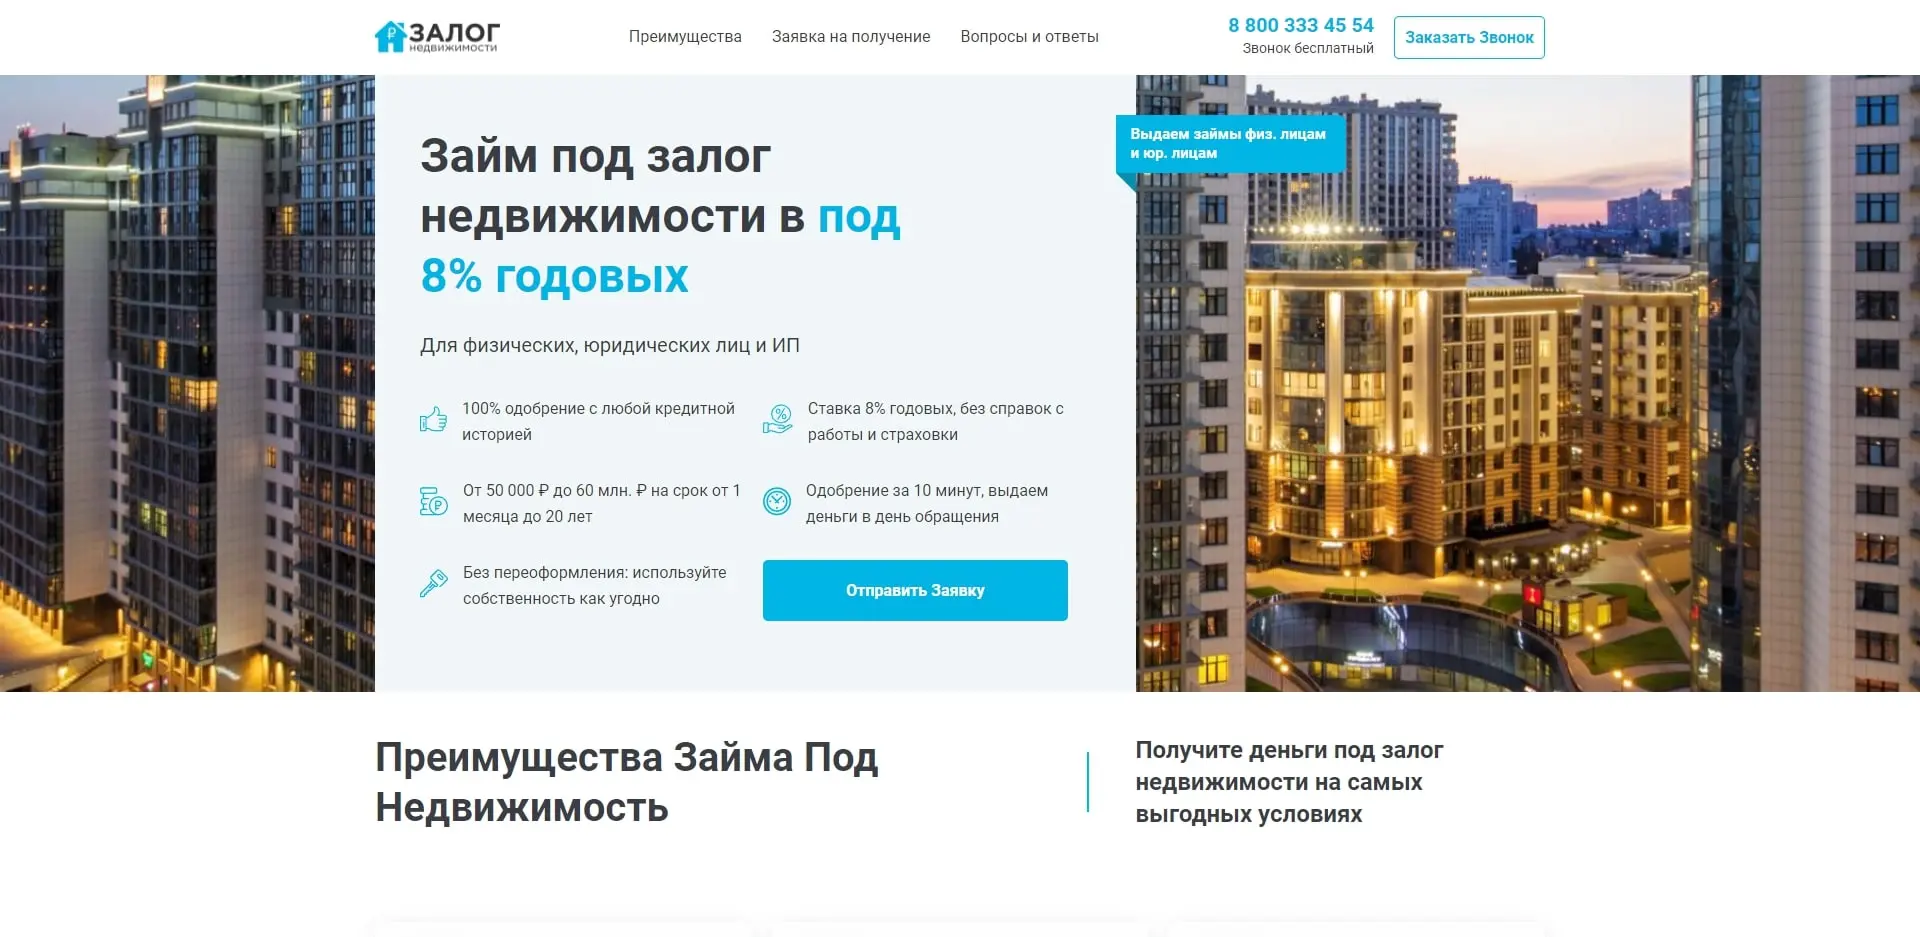 ЗАЛОГ
недвижимости
Преимущества
Заявка на получение
Вопросы и ответы
8 800 333 45 54
Звонок бесплатный
Заказать Звонок
Займ под залог
недвижимости в под
8% годовых
Для физических, юридических лиц и ИП
100% одобрение с любой кредитной
историей
Ставка 8% годовых, без справок с
работы и страховки
От 50 000 ₽ до 60 млн. ₽ на срок от 1
месяца до 20 лет
Одобрение за 10 минут, выдаем
деньги в день обращения
Без переоформления: используйте
собственность как угодно
Отправить Заявку
Выдаем займы физ. лицам
и юр. лицам
Преимущества Займа Под
Недвижимость
Получите деньги под залог
недвижимости на самых
выгодных условиях